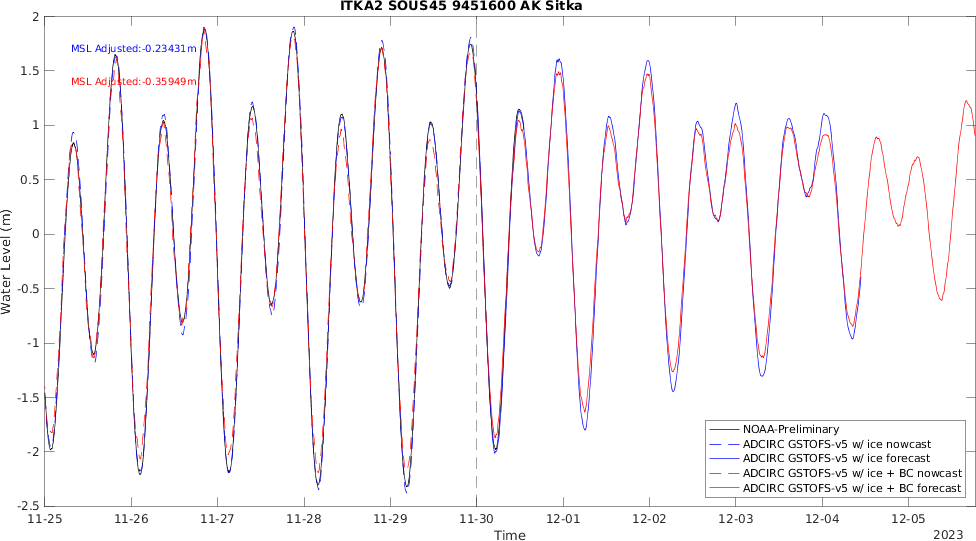 ITKA2 SOUS45 9451600 AK Sitka
MSL Adjusted:-0.23431m
MSL Adjusted:-0.35949m
Water Level (m)
2
1.5
1
0.5
0
-0.5
-1
-1.5
-2
-2.5
NOAA-Preliminary
ADCIRC GSTOFS-v5 w/ ice nowcast
ADCIRC GSTOFS-v5 w/ ice forecast
ADCIRC GSTOFS-v5 w/ ice + BC nowcast
ADCIRC GSTOFS-v5 w/ ice + BC forecast
11-25 11-26 11-27 11-28 11-29 11-30 12-01 12-02 12-03 12-04 12-05
Time
2023